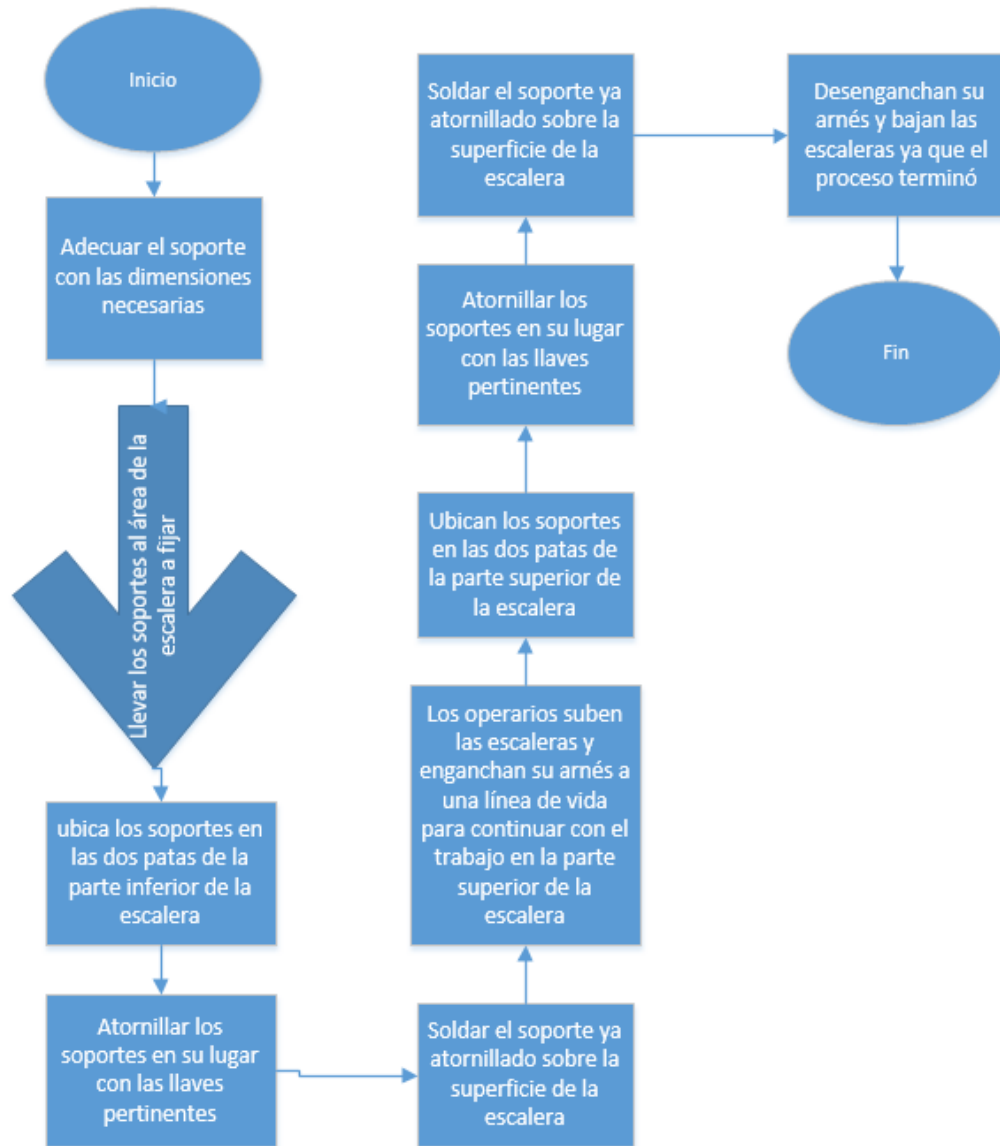 Inicio
Adecuar el soporte
con las dimensiones
necesarias
Llevar los soportes al área de la
escalera a fijar
ubica los soportes en
las dos patas de la
parte inferior de la
escalera
Atornillar los
soportes en su lugar
con las llaves
pertinentes
Soldar el soporte ya
atornillado sobre la
superficie de la
escalera
Los operarios suben
las escaleras y
enganchan su arnés a
una línea de vida
para continuar con el
trabajo en la parte
superior de la
escalera
Ubican los soportes
en las dos patas de
la parte superior de
la escalera
Atornillar los
soportes en su lugar
con las llaves
pertinentes
Soldar el soporte ya
atornillado sobre la
superficie de la
escalera
Desenganchan su
arnés y bajan las
escaleras ya que el
proceso terminó
Fin